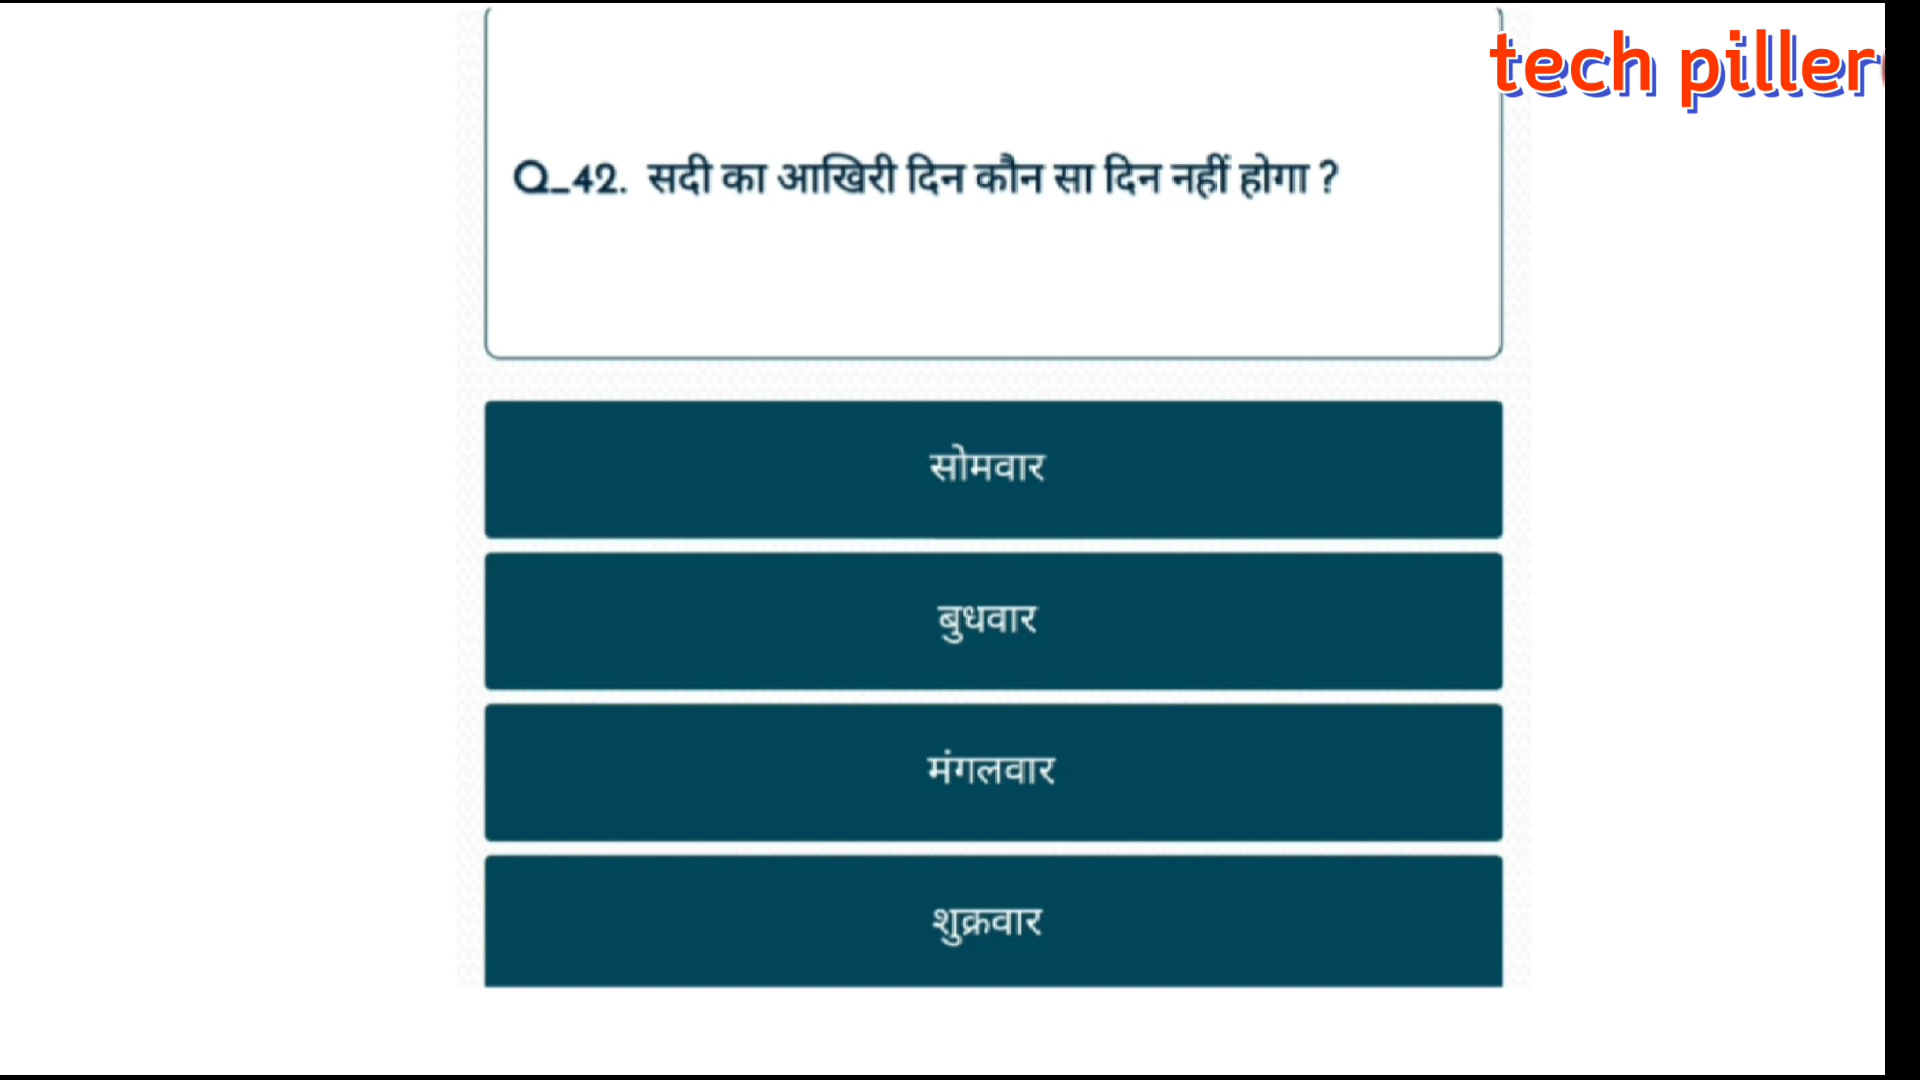 tech piller
Q_42. सदी का आखिरी दिन कौन सा दिन नहीं होगा ?
सोमवार
बुधवार
मंगलवार
शुक्रवार